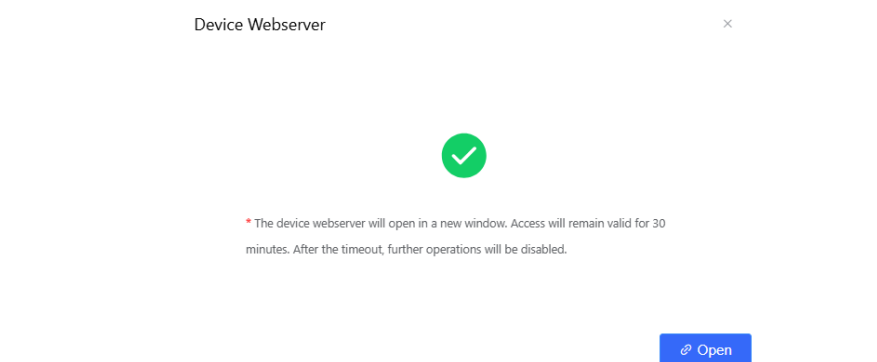 Device Webserver
* The device webserver will open in a new window. Access will remain valid for 30
minutes. After the timeout, further operations will be disabled.
Open